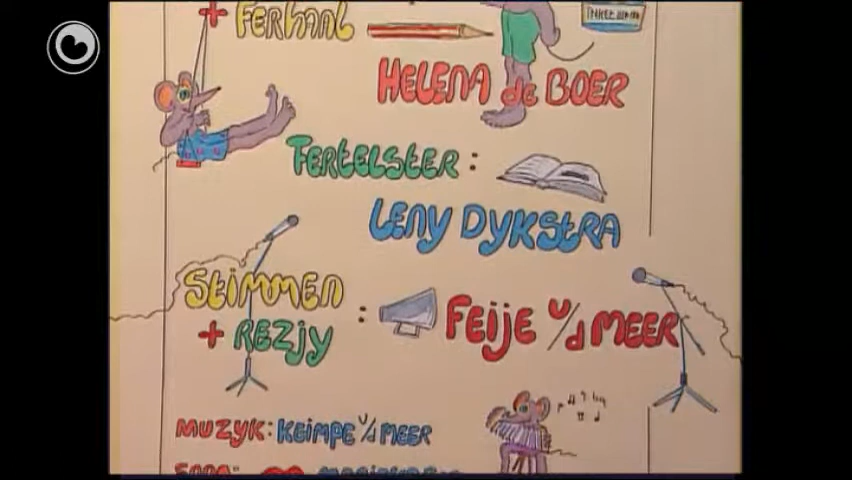 + FERHAAL
HELENA de BOER
FERTELSTER:
LENY DYKSTRA
STIMMEN
+ REZJY
: FEIJE v/d MEER
MUZYK: KEIMPE v/d MEER